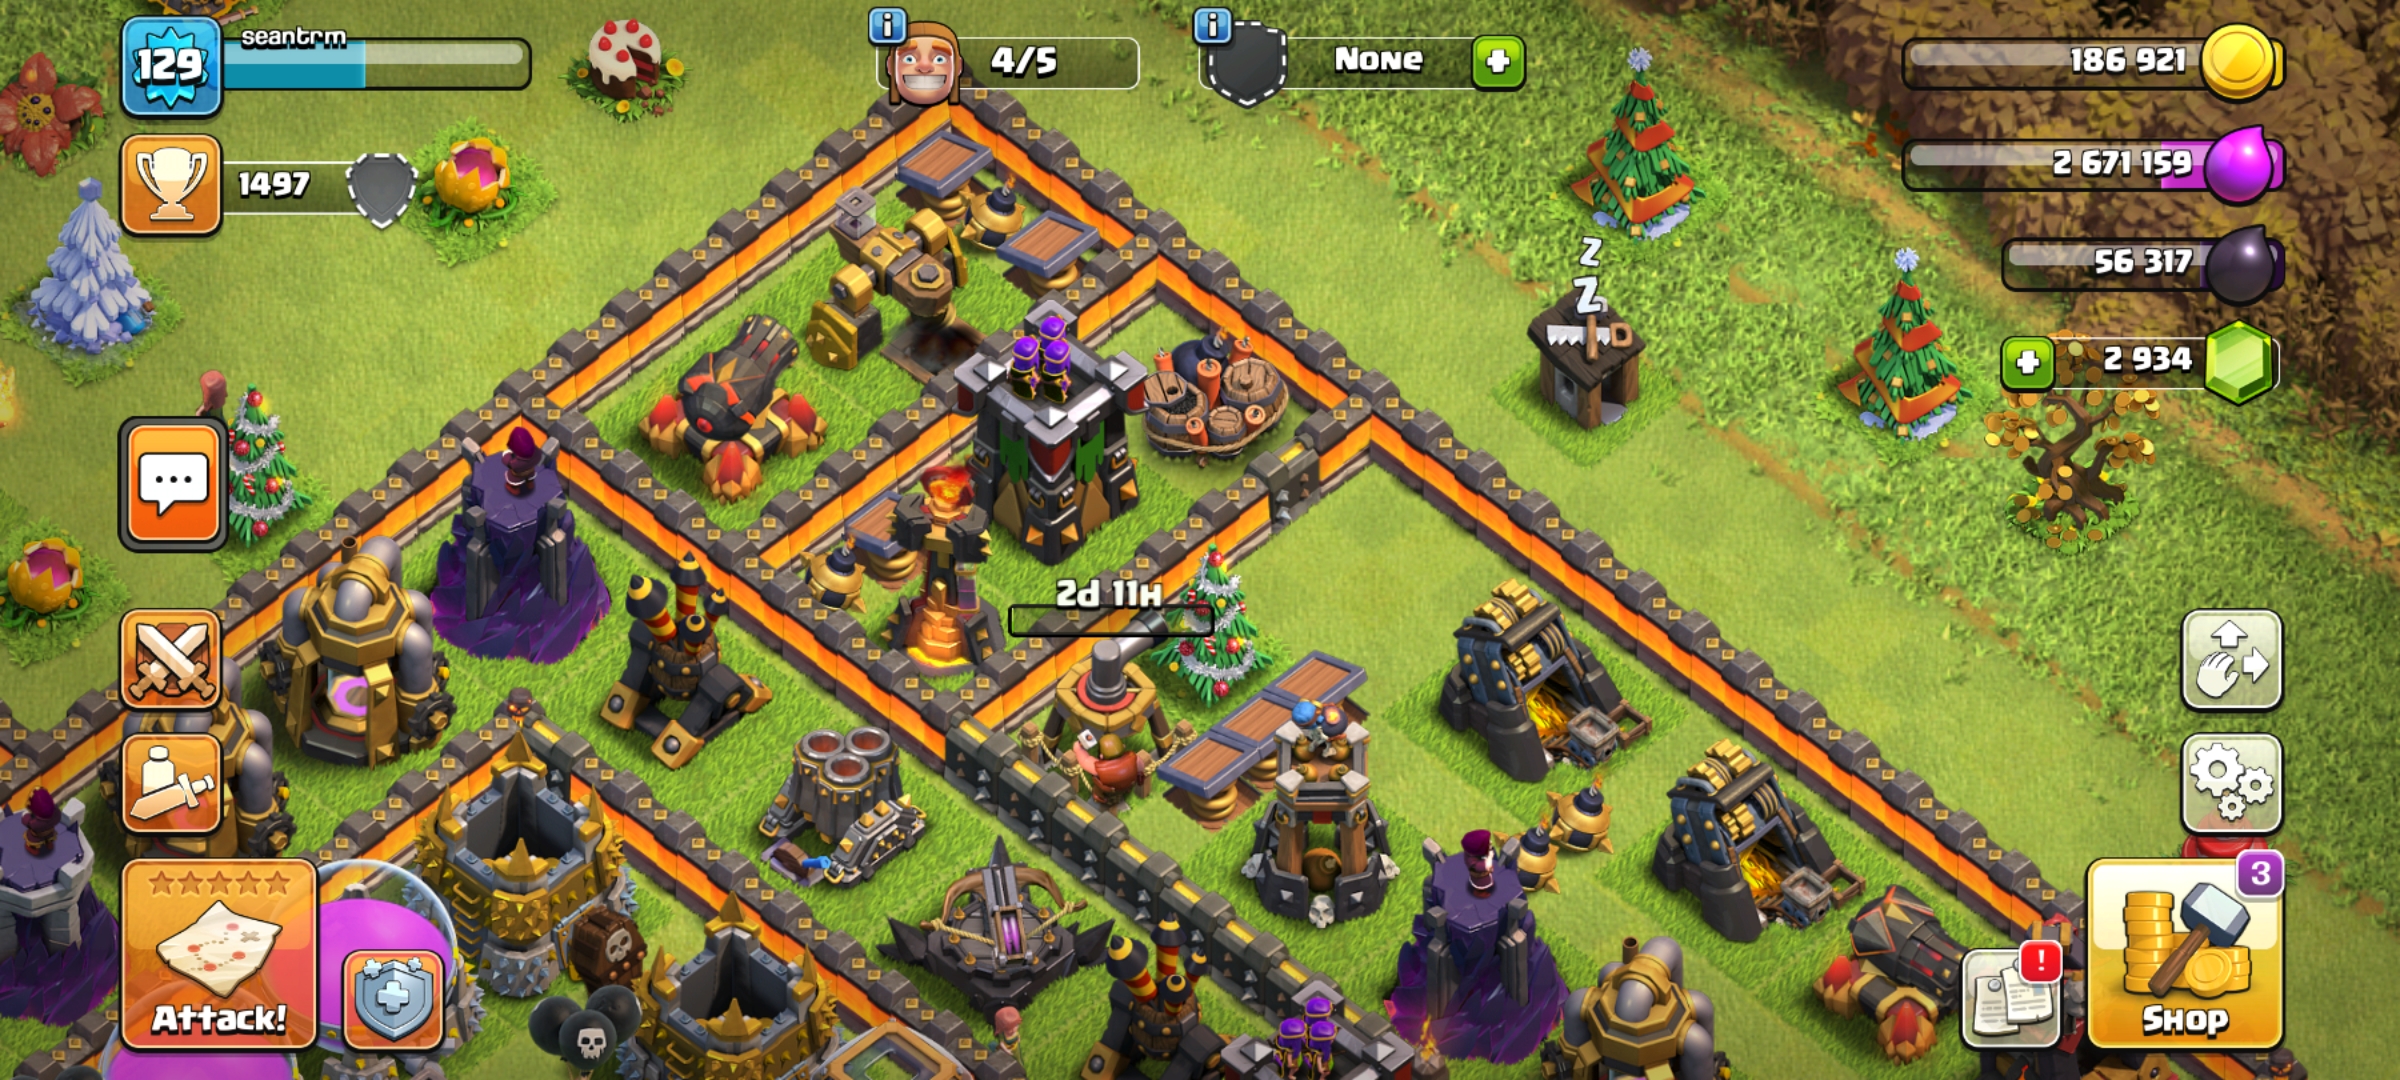 129
seantrm
4/5
None
186 921
1497
2 671 159
56 317
2 934
z
Z
2d 11h
Attack!
3
!
Shop